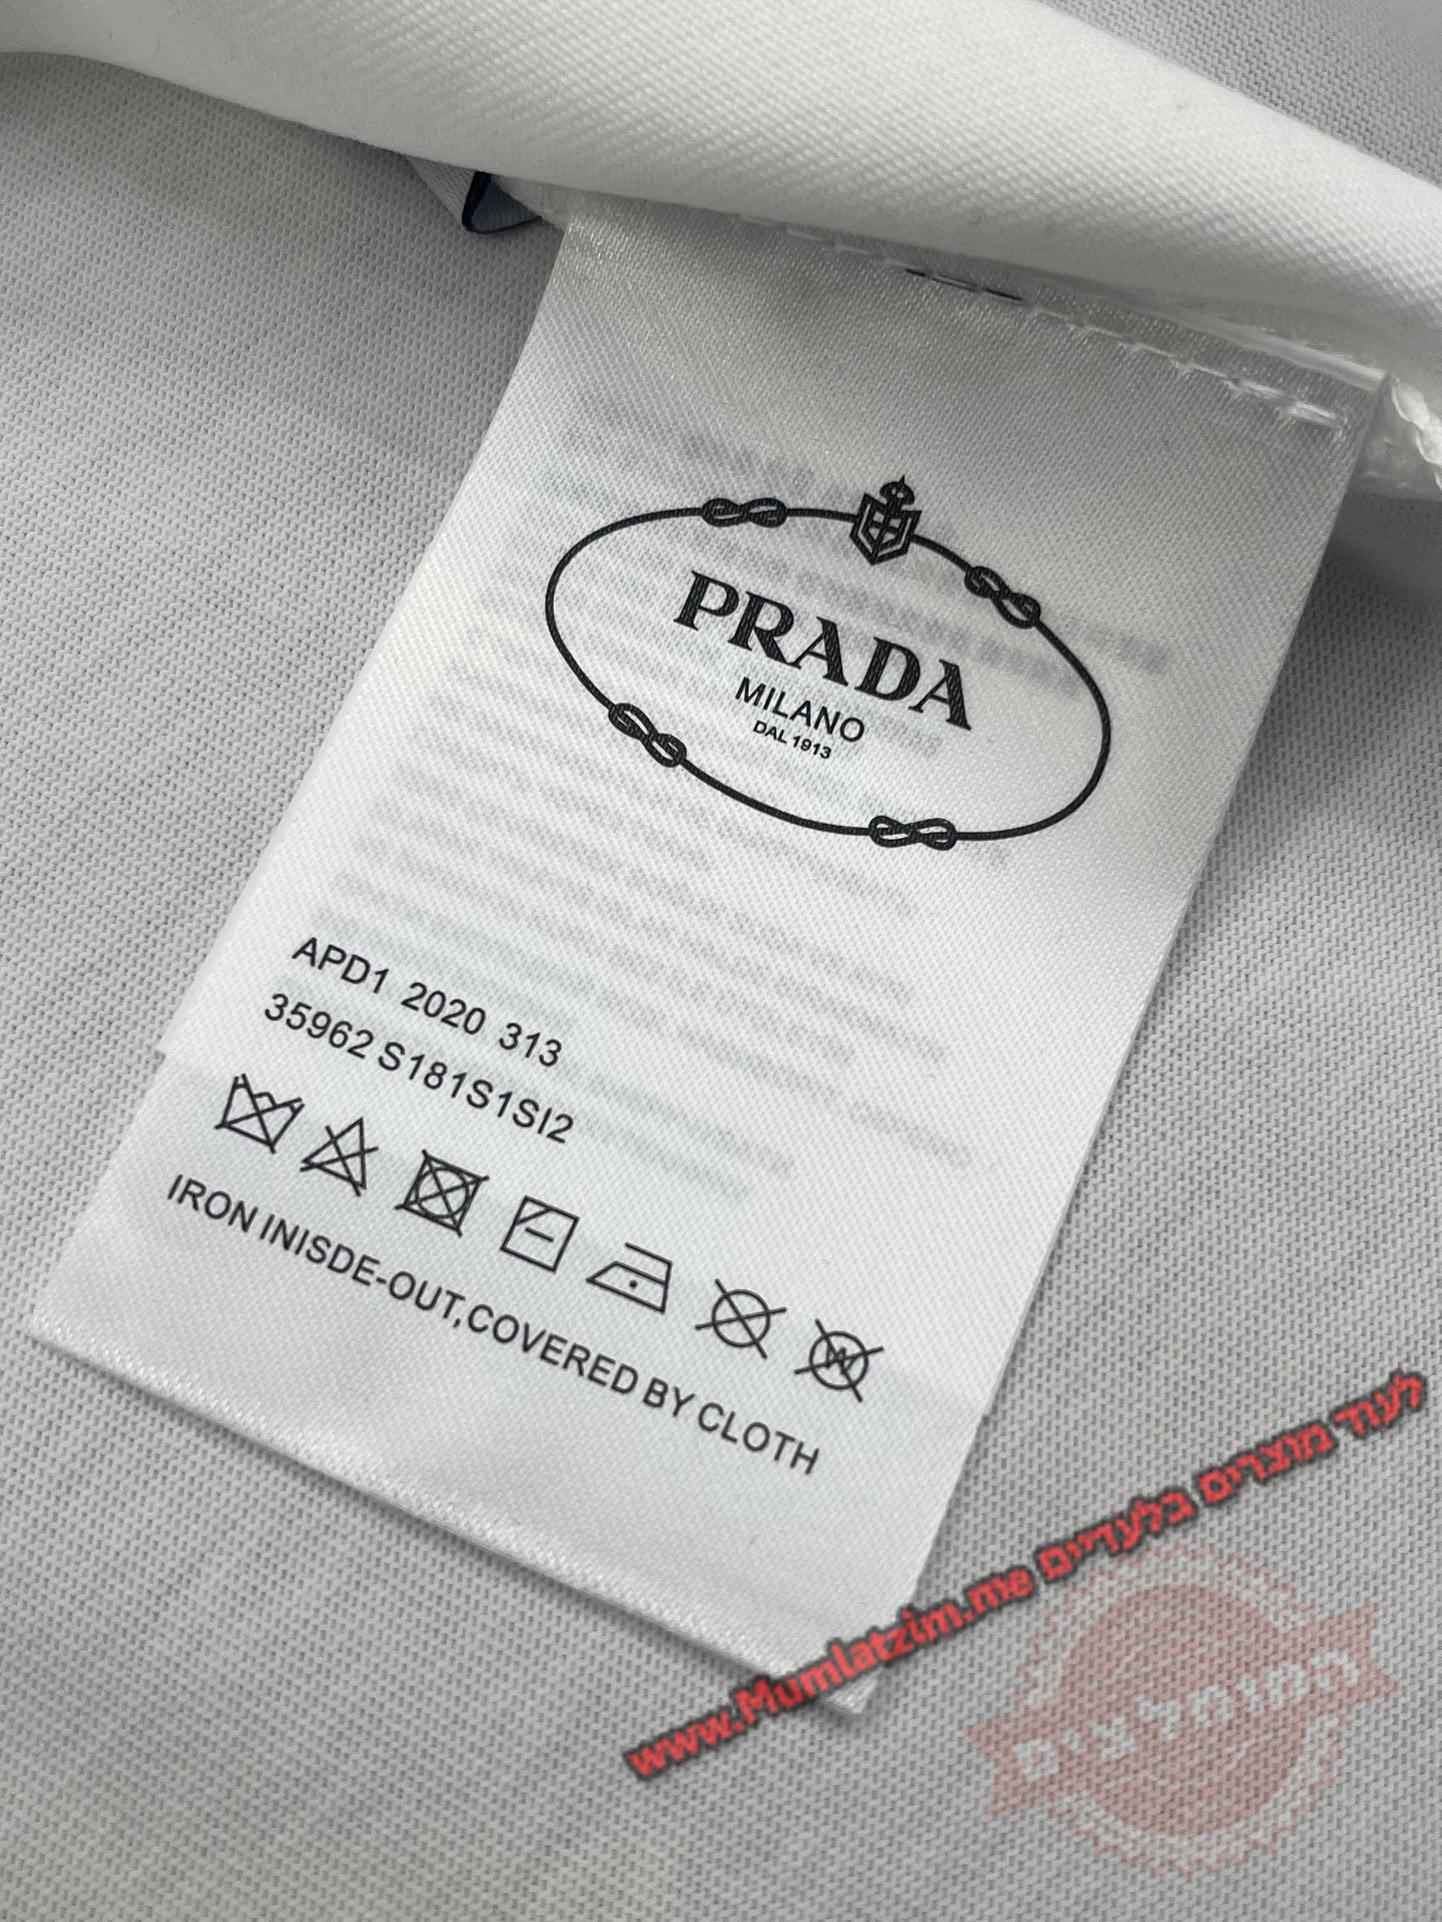 PRADA
MILANO
DAL 1913
APD1 2020 313
35962 S181S1SI2
W
IRON INISDE-OUT,COVERED BY CLOTH
לעוד מוצרים בלעדיים www.Mumlatzim.me
המומלצים